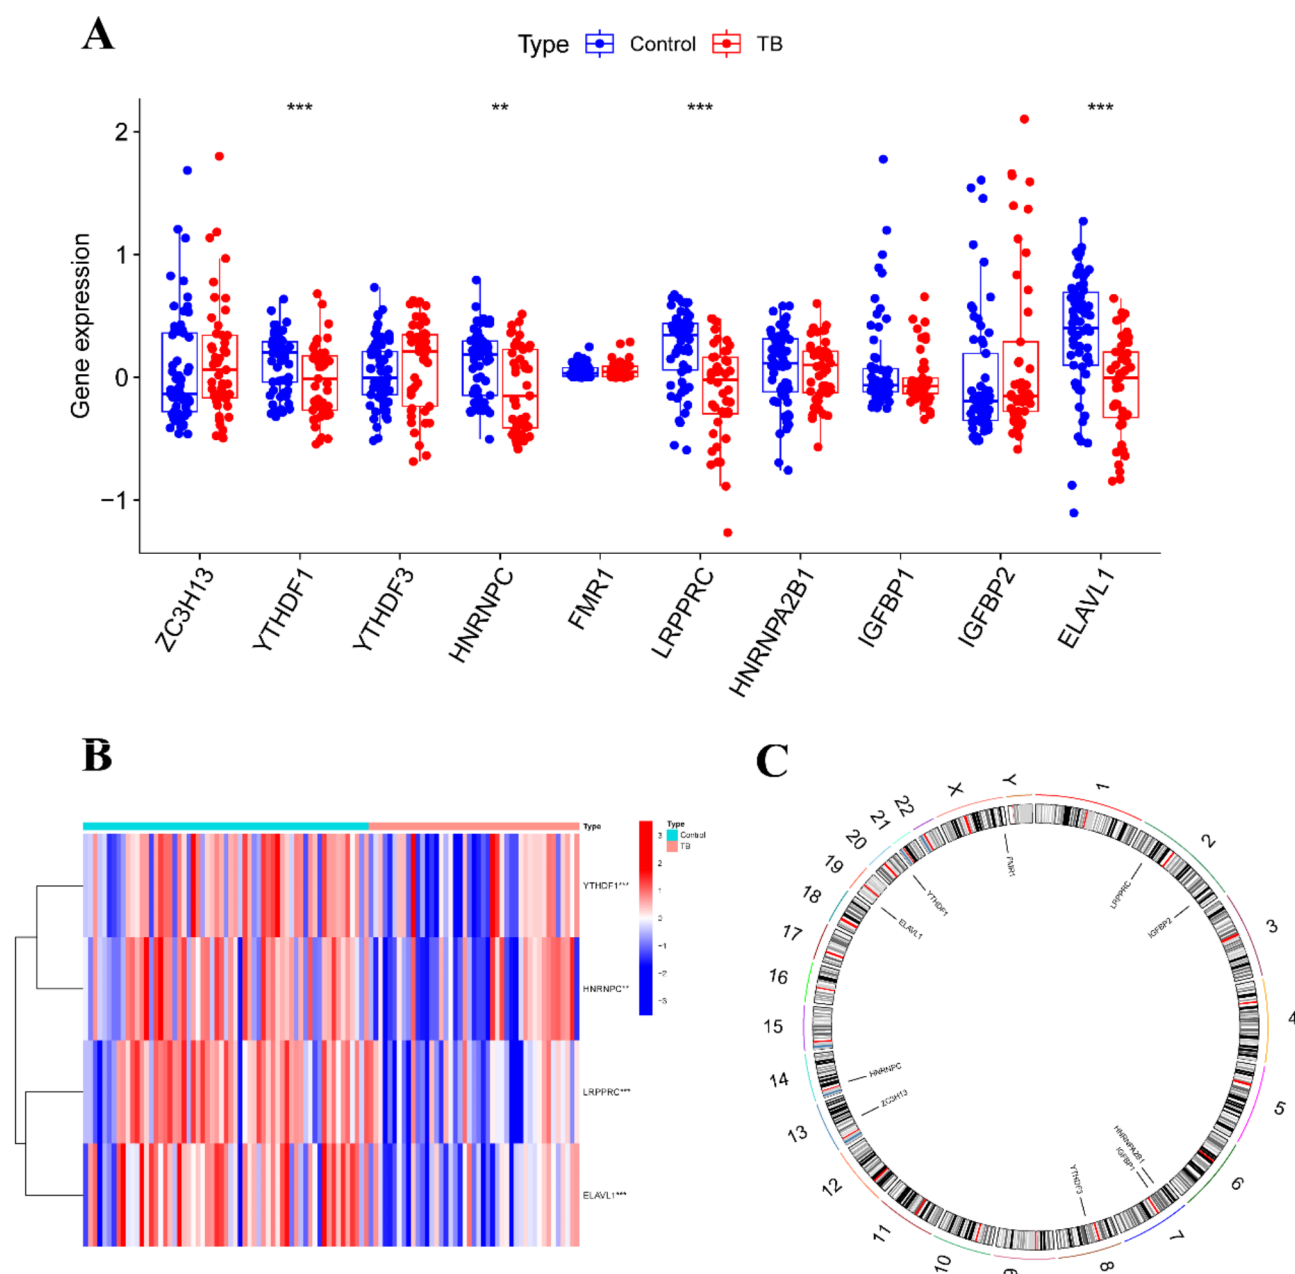 A
Type Control TB
*** ** *** ***
2
1
0
−1
Gene expression
ZC3H13 YTHDF1 YTHDF3 HNRNPC FMR1 LRPPRC HNRNPA2B1 IGFBP1 IGFBP2 ELAVL1
B
Type
YTHDF1***
HNRNPC**
LRPPRC***
ELAVL1***
3
2
1
−1
−2
−3
Type
Control
TB
C
1
2
3
4
5
6
7
8
9
10
11
12
13
14
15
16
17
18
19
20
21
22
X
Y
FMR1
LRPPRC
IGFBP2
HNRNPA2B1
IGFBP1
YTHDF3
ZC3H13
HNRNPC
ELAVL1
YTHDF1